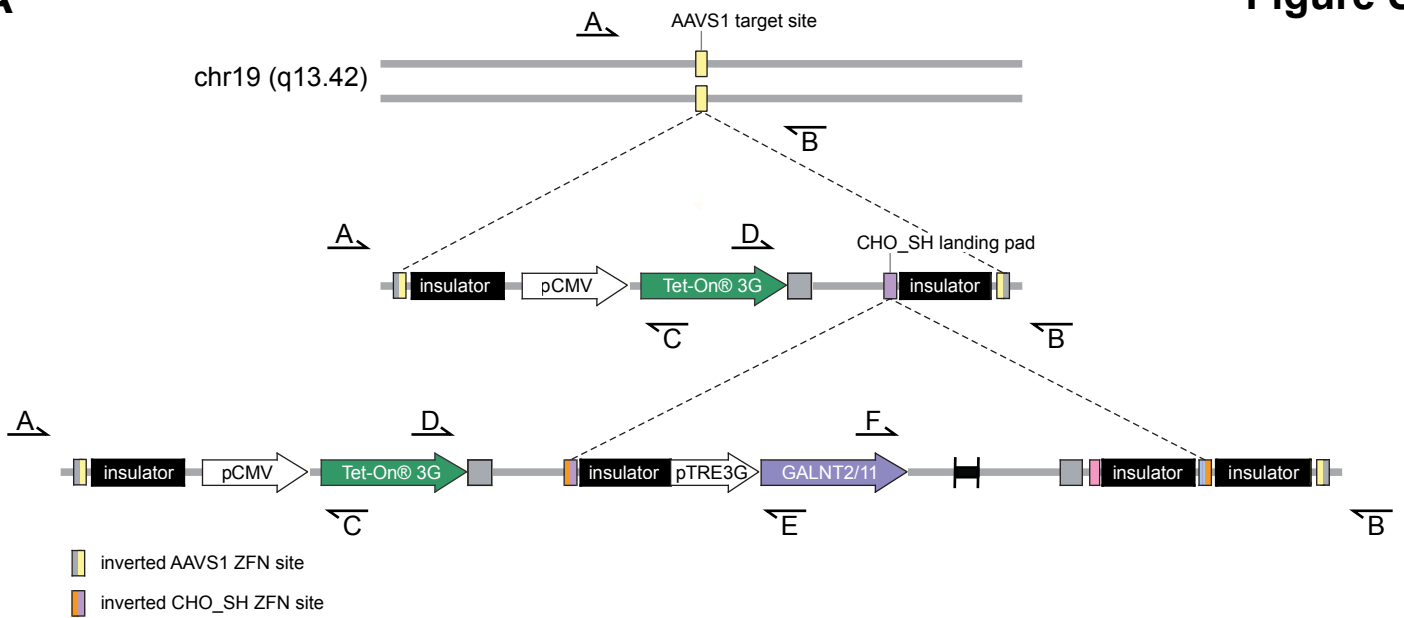 A
Figure
A
AAVS1 target site
chr19 (q13.42)
B
A
D
CHO_SH landing pad
insulator
pCMV
Tet-On® 3G
insulator
C
B
A
D
F
insulator
pCMV
Tet-On® 3G
insulator
pTRE3G
GALNT2/11
insulator
insulator
C
E
B
inverted AAVS1 ZFN site
inverted CHO_SH ZFN site